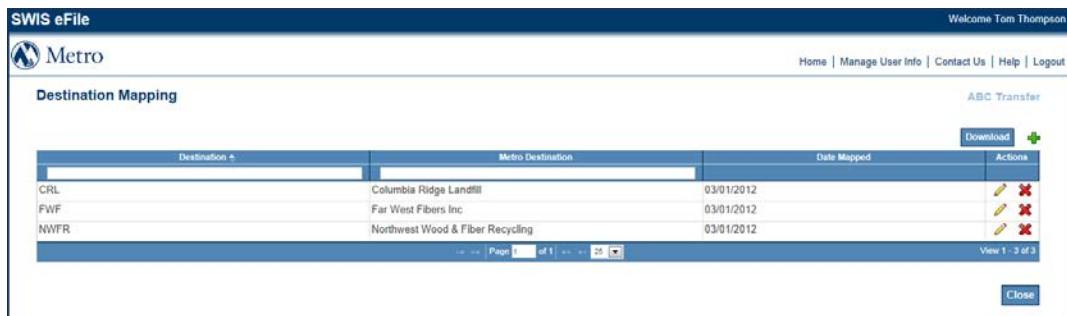 SWIS eFile Welcome Tom Thompson
Metro
Home | Manage User Info | Contact Us | Help | Logout
Destination Mapping ABC Transfer
Download
Destination Metro Destination Date Mapped Actions
CRL Columbia Ridge Landfill 03/01/2012
FWF Far West Fibers Inc 03/01/2012
NWFR Northwest Wood & Fiber Recycling 03/01/2012
Page 1 of 1 25 View 1 - 3 of 3
Close